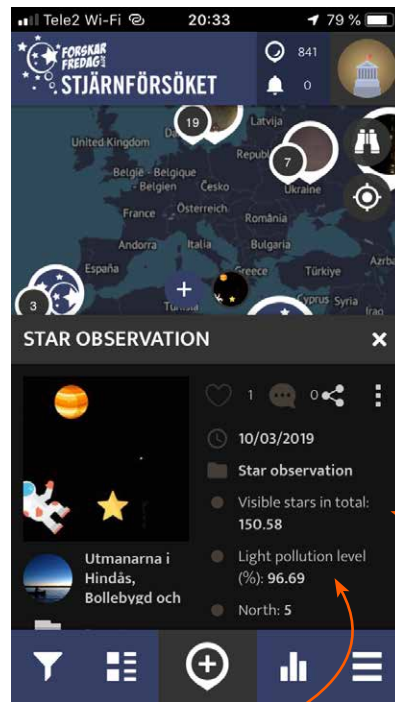 Tele2 Wi-Fi 20:33 79 %
FORSKAR
FREDAG
STJÄRNFÖRSÖKET
841
0
19
Latvija
United Kingdom
7
België - Belgique
- Belgien
Česko
Ukraine
France
Österreich
România
Andorra
Italia
Bulgaria
España
Greece
Türkiye
3
Cyprus
Syria
Iraq
STAR OBSERVATION
1
0
10/03/2019
Star observation
Visible stars in total:
150.58
Light pollution level
(%): 96.69
North: 5
Utmanarna i
Hindås,
Bollebygd och